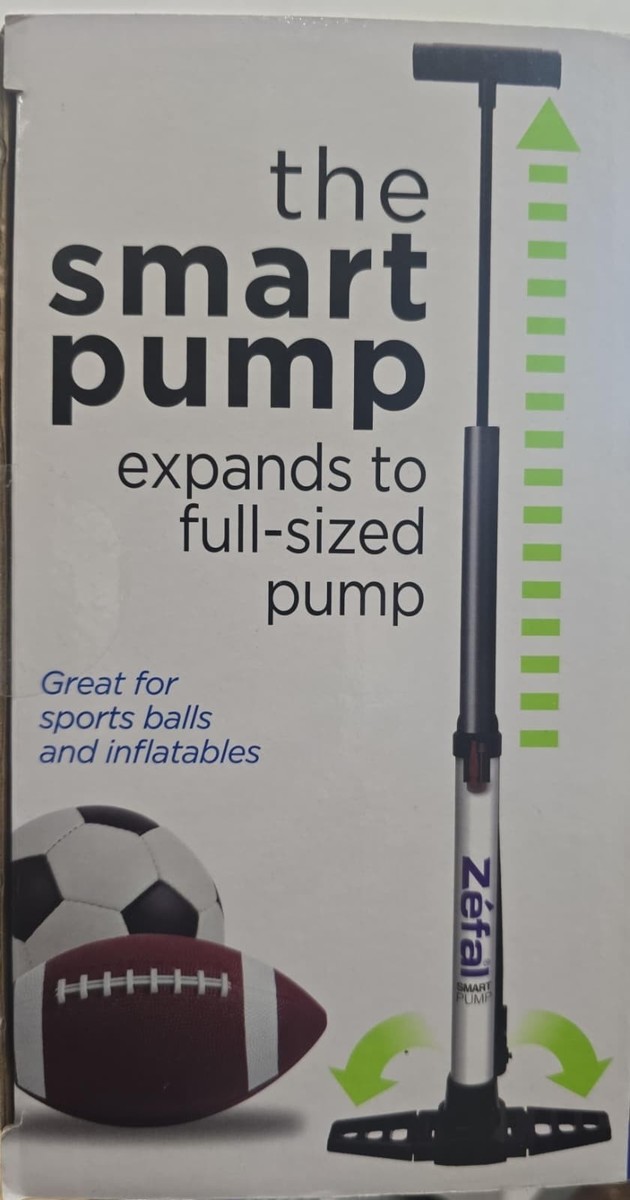 the
smart
pump
expands to
full-sized
pump
Great for
sports balls
and inflatables
Zéfal
SMART
PUMP